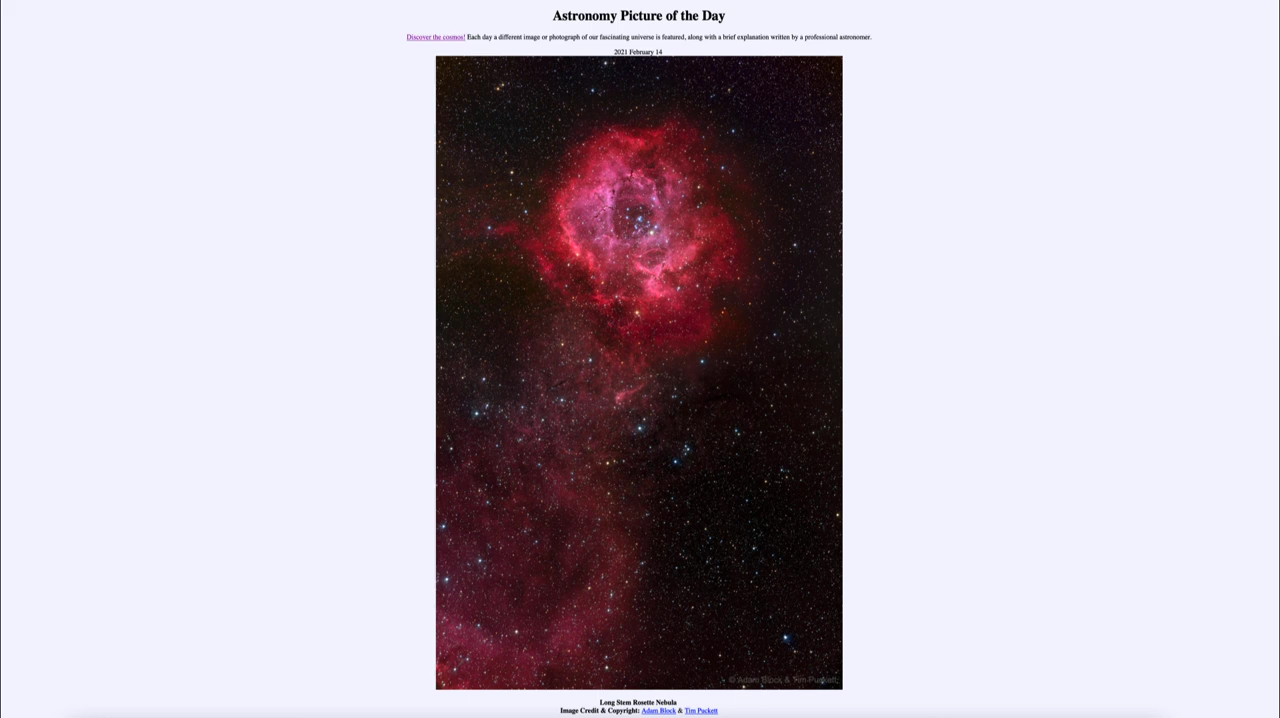 Astronomy Picture of the Day
Discover the cosmos! Each day a different image or photograph of our fascinating universe is featured, along with a brief explanation written by a professional astronomer.
2021 February 14
© Adam Block & Tim Puckett
Long Stem Rosette Nebula
Image Credit & Copyright: Adam Block & Tim Puckett